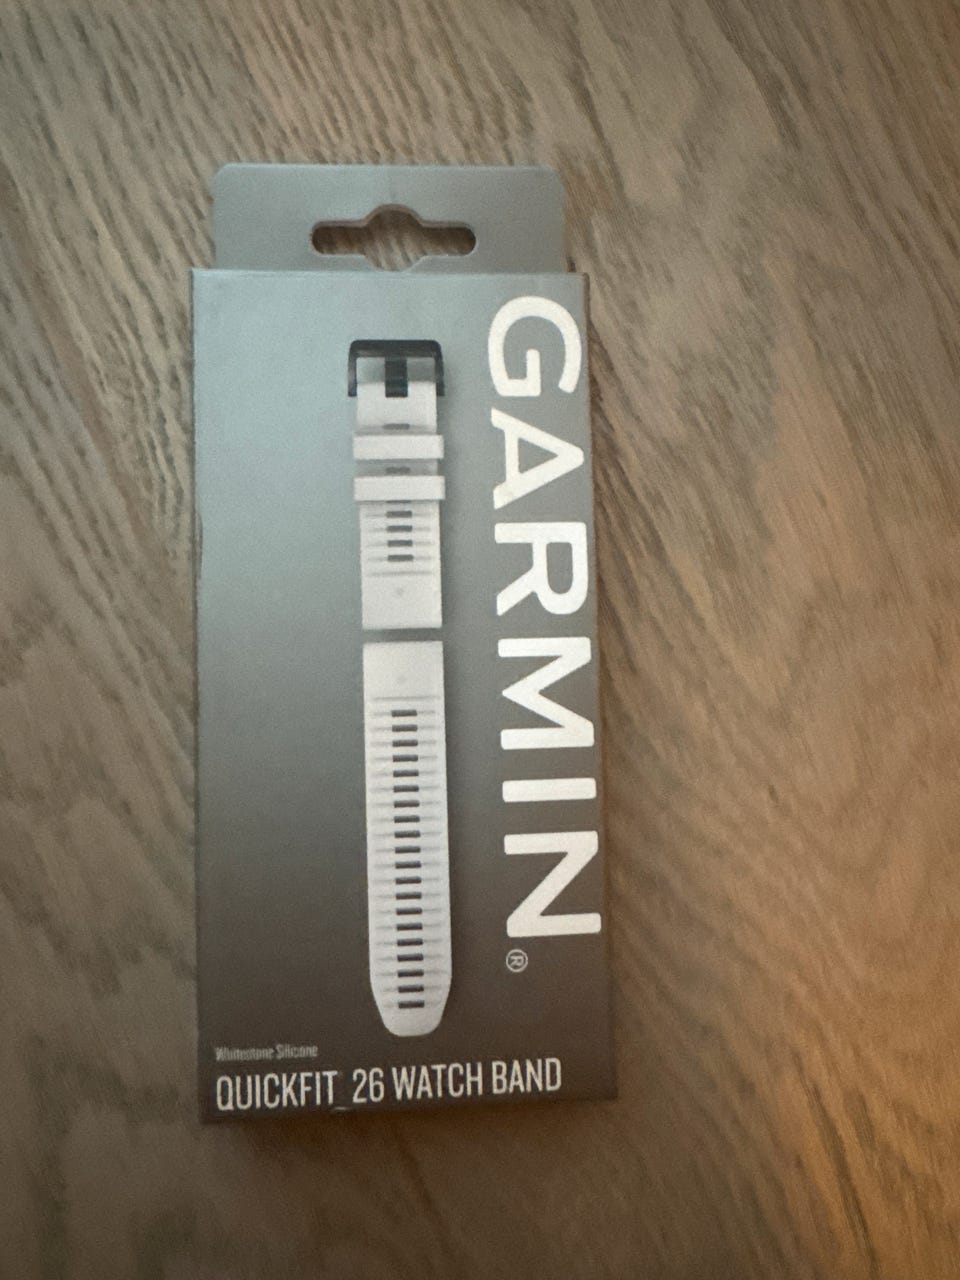 GARMIN®
Whitestone Silicone
QUICKFIT 26 WATCH BAND